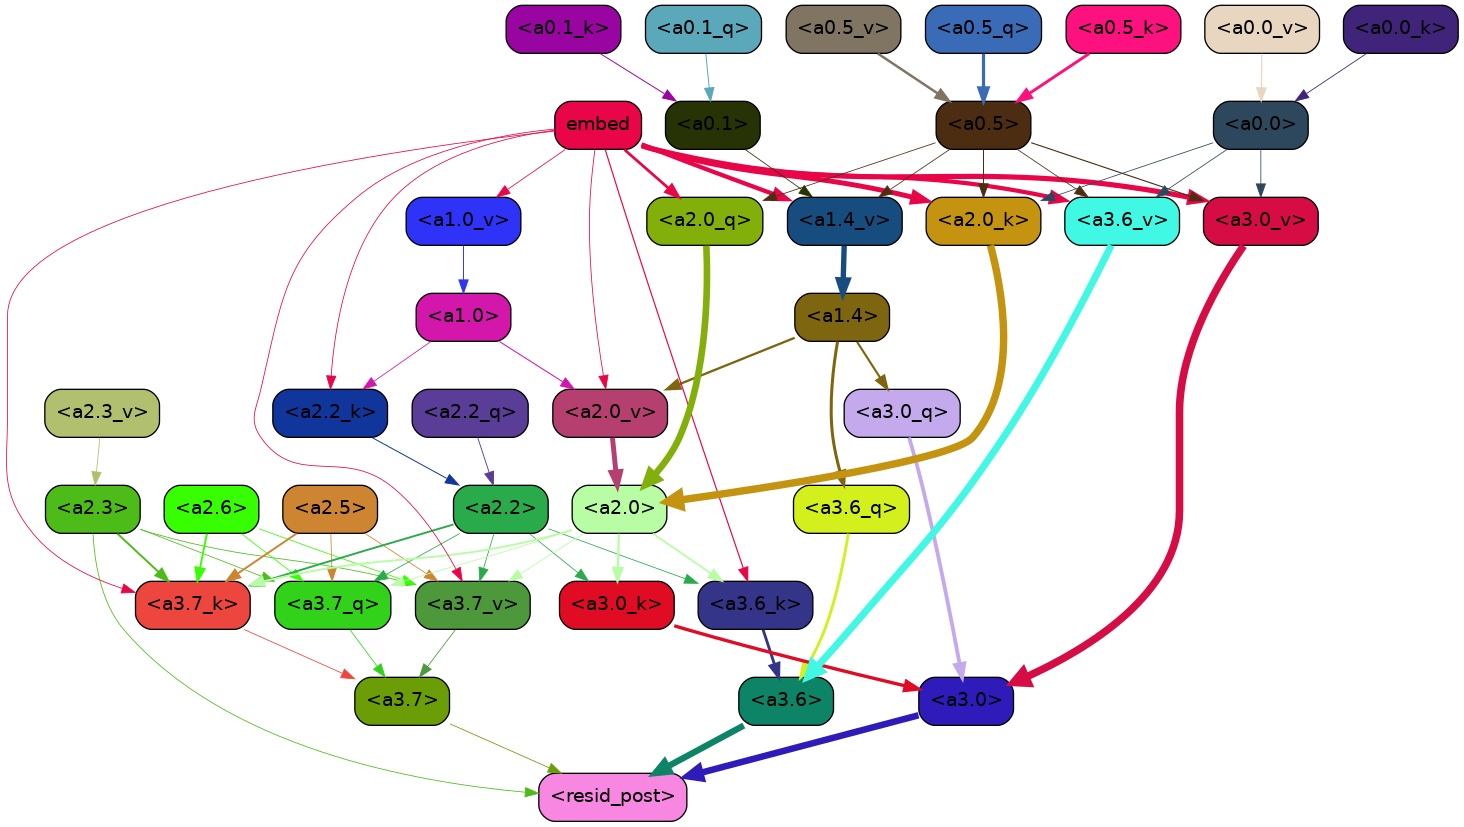 <a0.1_k> <a0.1_q> <a0.5_v> <a0.5_q> <a0.5_k> <a0.0_v> <a0.0_k>
embed <a0.1> <a0.5> <a0.0>
<a1.0_v> <a2.0_q> <a1.4_v> <a2.0_k> <a3.6_v> <a3.0_v>
<a1.0> <a1.4>
<a2.3_v> <a2.2_k> <a2.2_q> <a2.0_v> <a3.0_q>
<a2.3> <a2.6> <a2.5> <a2.2> <a2.0> <a3.6_q>
<a3.7_k> <a3.7_q> <a3.7_v> <a3.0_k> <a3.6_k>
<a3.7> <a3.6> <a3.0>
<resid_post>